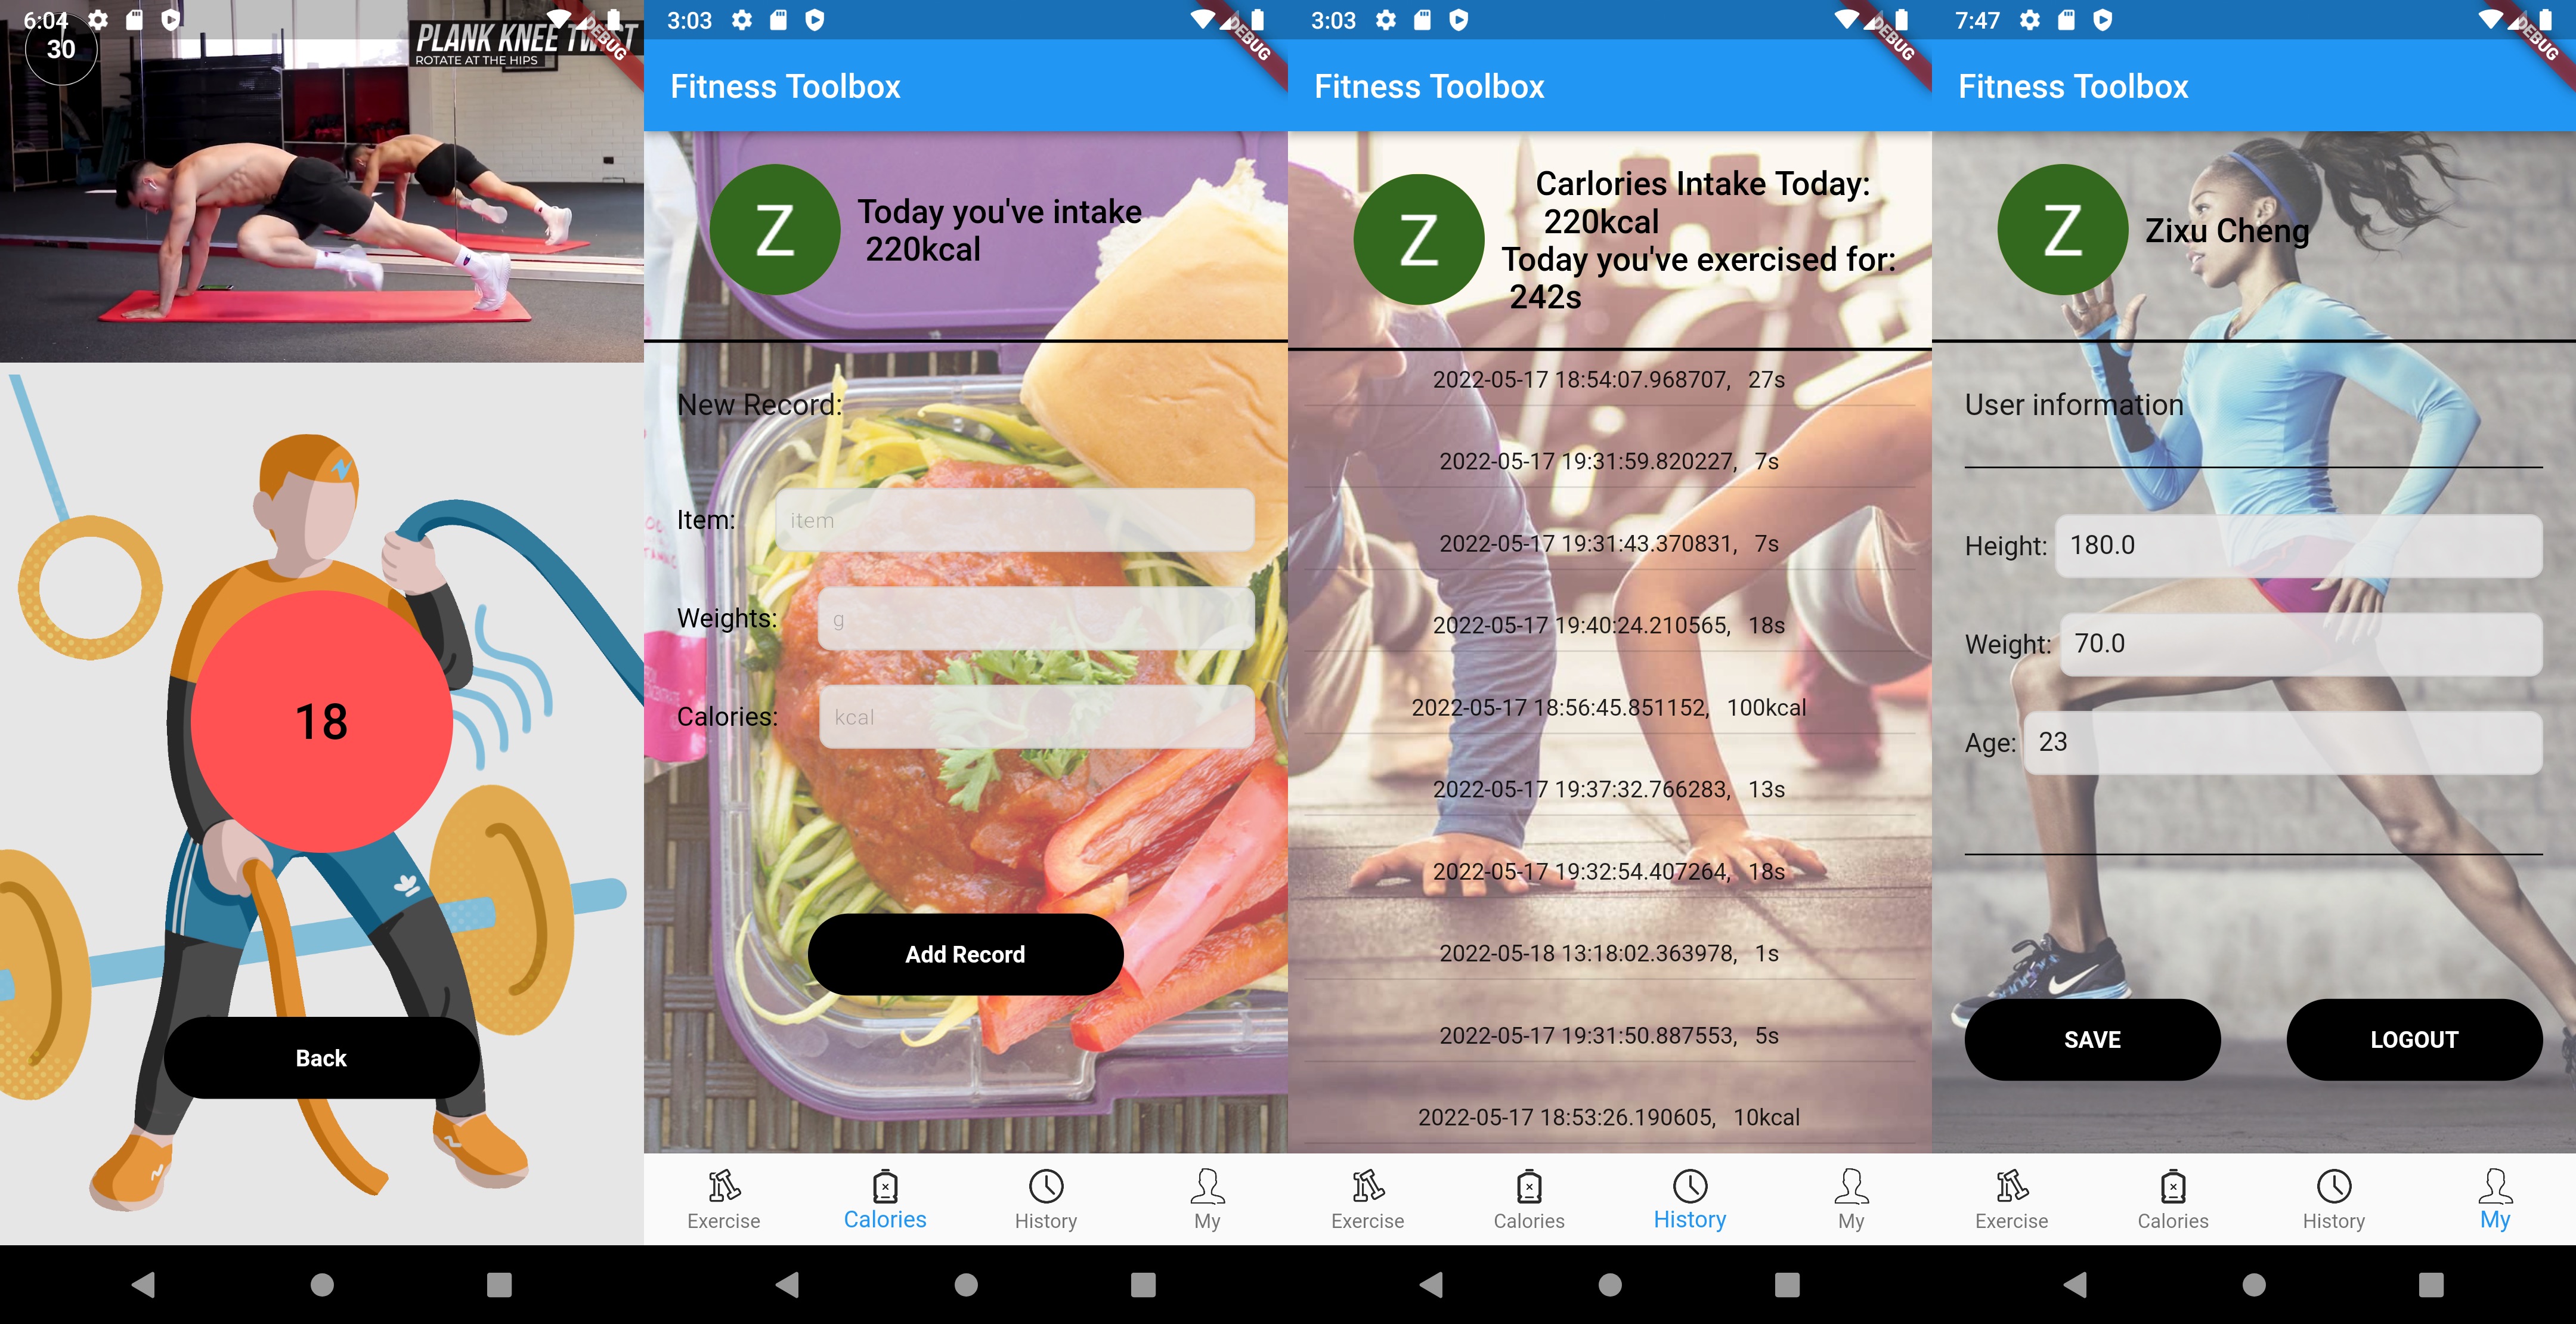 6:04
30
PLANK KNEE TWIST
ROTATE AT THE HIPS
DEBUG
18
Back
3:03
DEBUG
Fitness Toolbox
Z
Today you've intake
220kcal
New Record:
Item: item
Weights: g
Calories: kcal
Add Record
Exercise Calories History My
3:03
DEBUG
Fitness Toolbox
Z
Carlories Intake Today:
220kcal
Today you've exercised for:
242s
2022-05-17 18:54:07.968707, 27s
2022-05-17 19:31:59.820227, 7s
2022-05-17 19:31:43.370831, 7s
2022-05-17 19:40:24.210565, 18s
2022-05-17 18:56:45.851152, 100kcal
2022-05-17 19:37:32.766283, 13s
2022-05-17 19:32:54.407264, 18s
2022-05-18 13:18:02.363978, 1s
2022-05-17 19:31:50.887553, 5s
2022-05-17 18:53:26.190605, 10kcal
Exercise Calories History My
7:47
DEBUG
Fitness Toolbox
Z
Zixu Cheng
User information
Height: 180.0
Weight: 70.0
Age: 23
SAVE LOGOUT
Exercise Calories History My